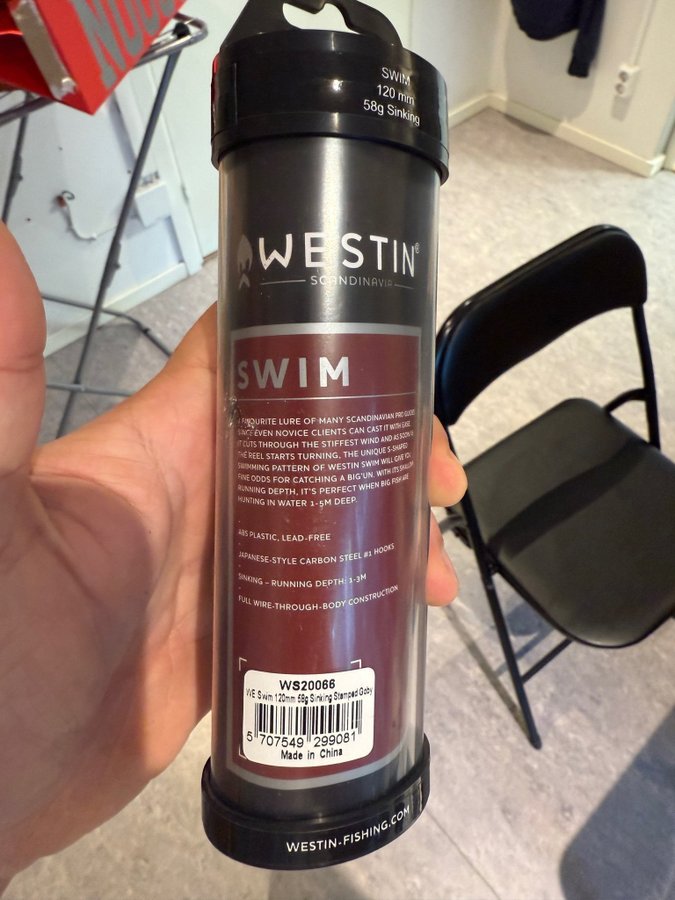 NOCC
SWIM
120 mm
58g Sinking
WESTIN®
SCANDINAVIA
SWIM
FAVOURITE LURE OF MANY SCANDINAVIAN PRO GUIDES
SINCE EVEN NOVICE CLIENTS CAN CAST IT WITH EASE.
IT CUTS THROUGH THE STIFFEST WIND AND AS SOON AS
THE REEL STARTS TURNING, THE UNIQUE S-SHAPED
SWIMMING PATTERN OF WESTIN SWIM WILL GIVE YOU
FINE ODDS FOR CATCHING A BIG'UN. WITH ITS SHALLOW
RUNNING DEPTH, IT'S PERFECT WHEN BIG FISH ARE
HUNTING IN WATER 1-5M DEEP.
ABS PLASTIC, LEAD-FREE
JAPANESE-STYLE CARBON STEEL #1 HOOKS
SINKING – RUNNING DEPTH: 1-3M
FULL WIRE-THROUGH-BODY CONSTRUCTION
WS20066
WE Swim 120mm 58g Sinking Stamped Goby
5 707549 299081
Made in China
WESTIN-FISHING.COM